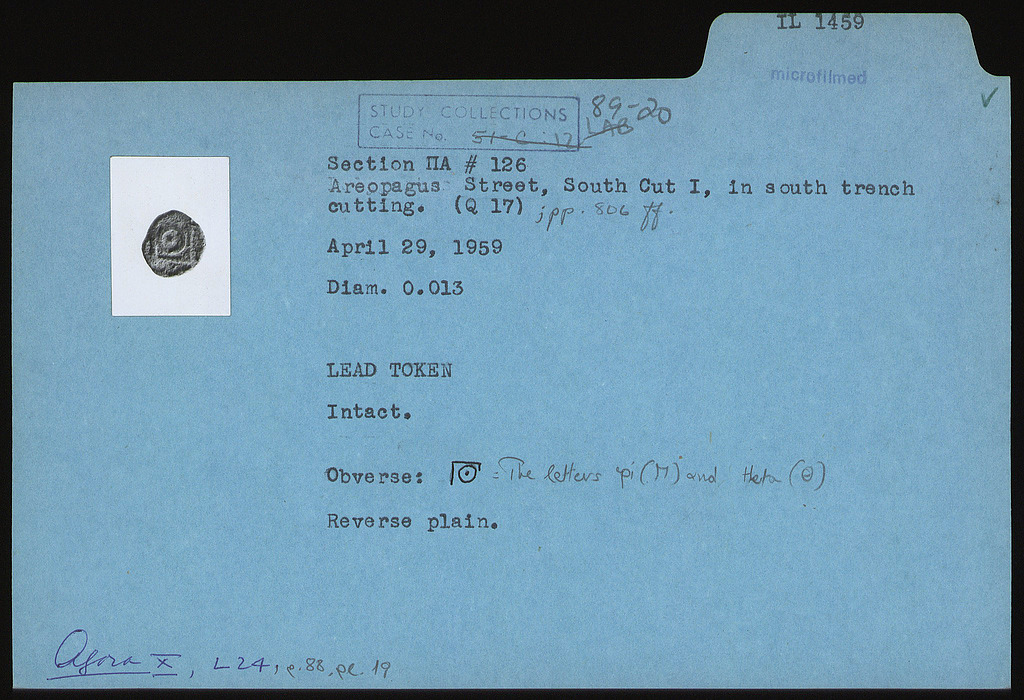 IL 1459
microfilmed
✓
STUDY COLLECTIONS
CASE No. 51-C:12
89-20
LAB
Section ΠΑ # 126
Areopagus Street, South Cut I, in south trench
cutting. (Q 17) jpp. 806 ff.
April 29, 1959
Diam. 0.013
LEAD TOKEN
Intact.
Obverse: = The letters pi (Π) and theta (Θ)
Reverse plain.
Agora X, L24, p.88, pl. 19